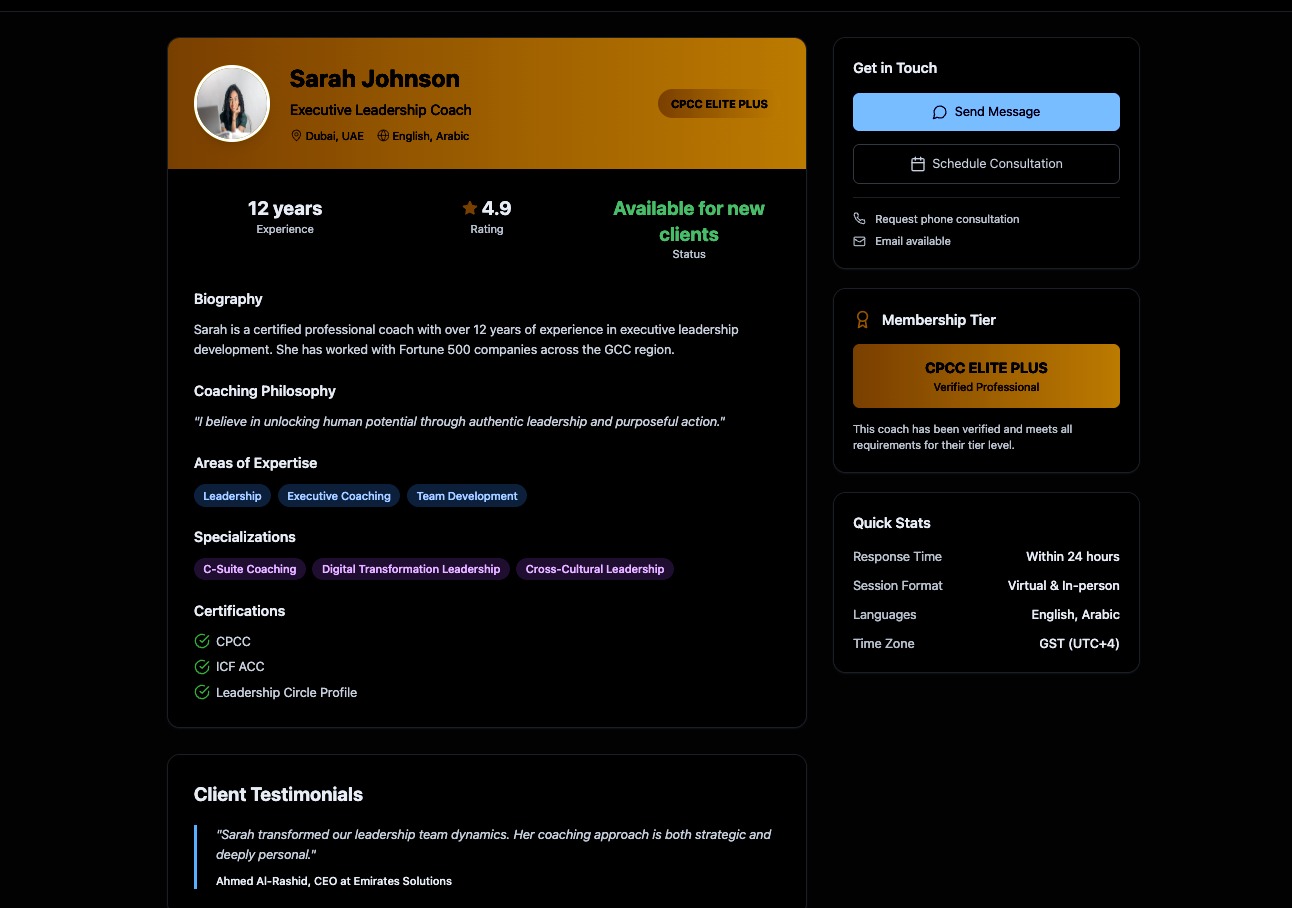 Sarah Johnson
Executive Leadership Coach
Dubai, UAE English, Arabic
CPCC ELITE PLUS
12 years
Experience
4.9
Rating
Available for new
clients
Status
Biography
Sarah is a certified professional coach with over 12 years of experience in executive leadership
development. She has worked with Fortune 500 companies across the GCC region.
Coaching Philosophy
"I believe in unlocking human potential through authentic leadership and purposeful action."
Areas of Expertise
Leadership Executive Coaching Team Development
Specializations
C-Suite Coaching Digital Transformation Leadership Cross-Cultural Leadership
Certifications
CPCC
ICF ACC
Leadership Circle Profile
Client Testimonials
"Sarah transformed our leadership team dynamics. Her coaching approach is both strategic and
deeply personal."
Ahmed Al-Rashid, CEO at Emirates Solutions
Get in Touch
Send Message
Schedule Consultation
Request phone consultation
Email available
Membership Tier
CPCC ELITE PLUS
Verified Professional
This coach has been verified and meets all
requirements for their tier level.
Quick Stats
Response Time Within 24 hours
Session Format Virtual & In-person
Languages English, Arabic
Time Zone GST (UTC+4)